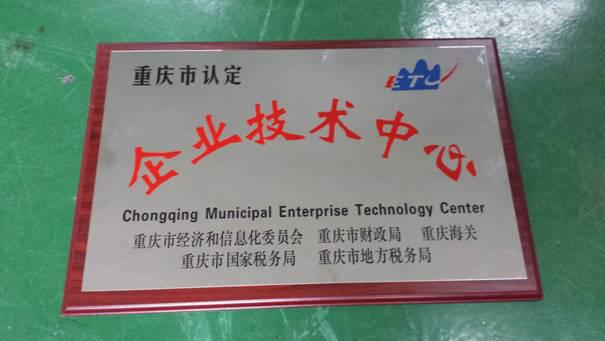 重庆市认定
ETC
企业技术中心
Chongqing Municipal Enterprise Technology Center
重庆市经济和信息化委员会 重庆市财政局 重庆海关
重庆市国家税务局 重庆市地方税务局